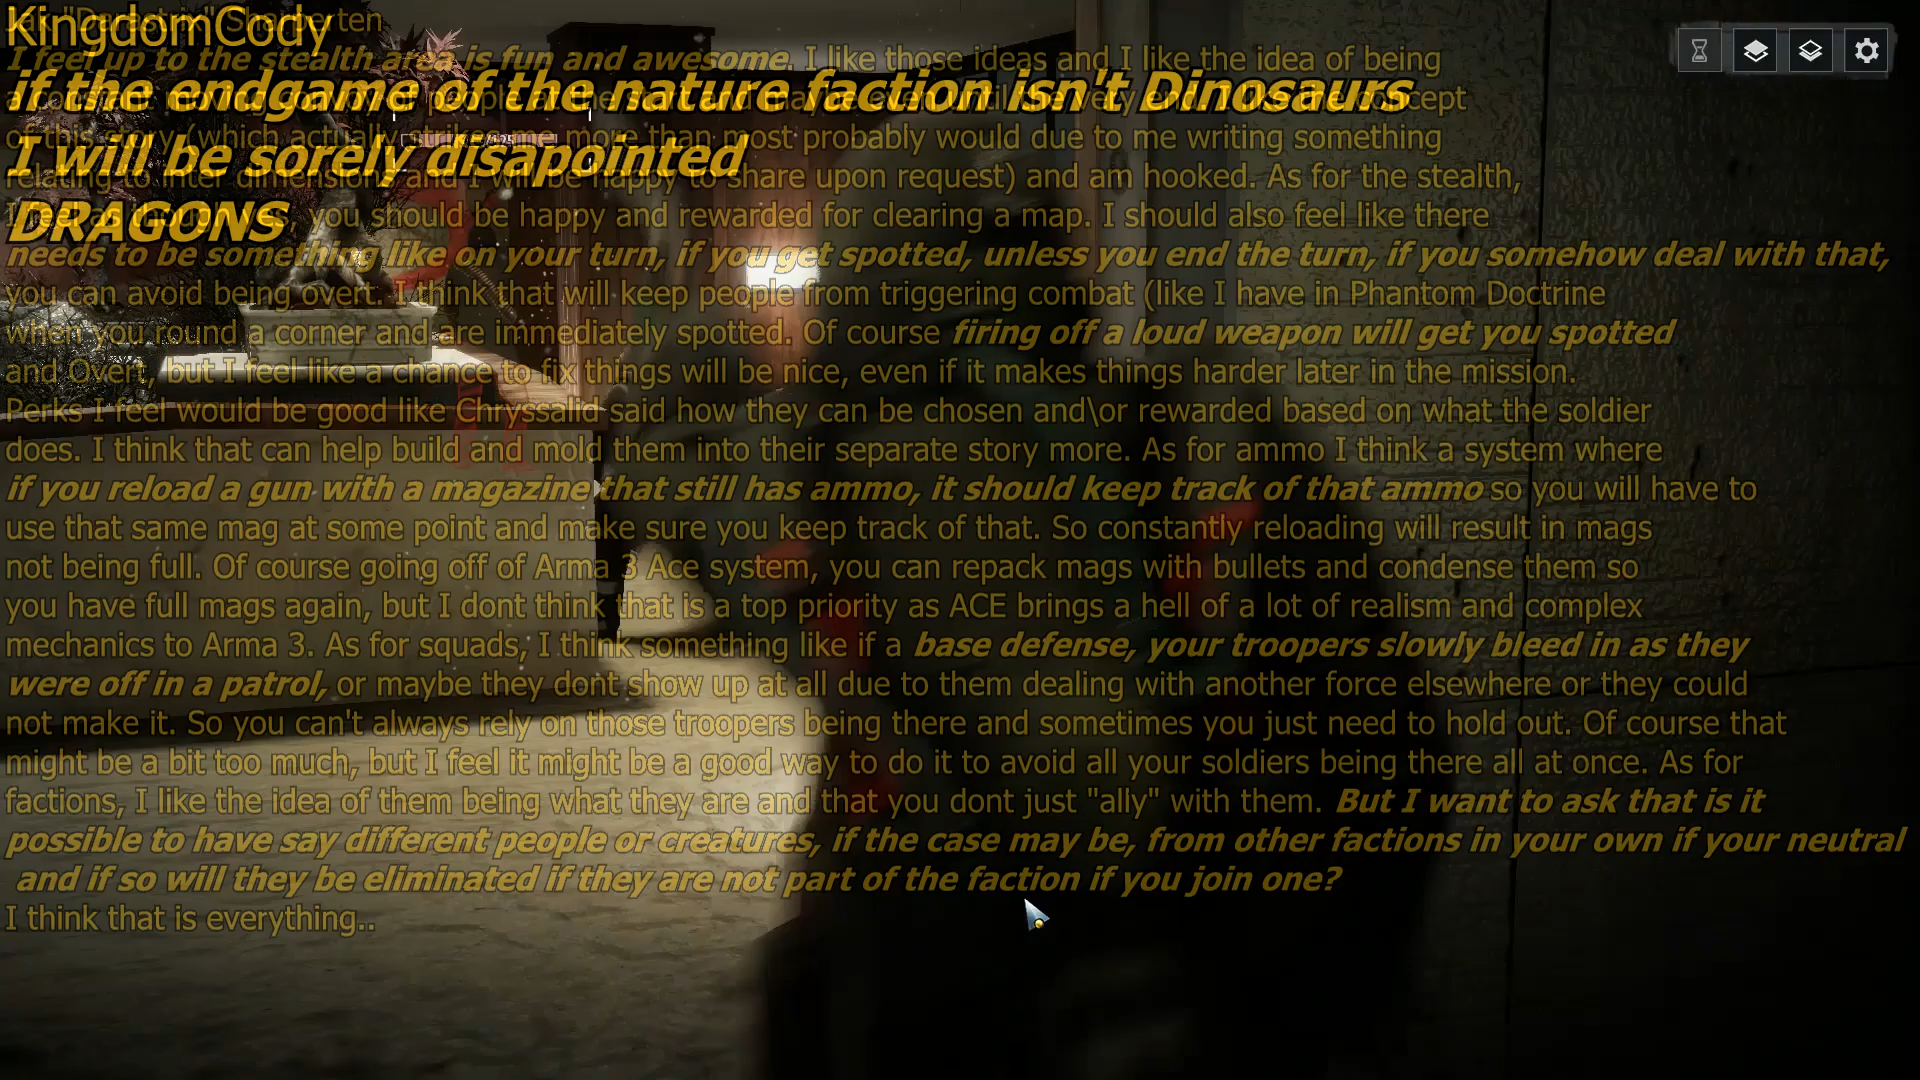 KingdomCody
"Darastrix" Sharperten
I feel up to the stealth area is fun and awesome. I like those ideas and I like the idea of being
if the endgame of the nature faction isn't Dinosaurs
of this story (which actually me more than most probably would due to me writing something
I will be sorely disapointed
relating to inter dimension and I will be happy to share upon request) and am hooked. As for the stealth,
DRAGONS
you should be happy and rewarded for clearing a map. I should also feel like there
needs to be something like on your turn, if you get spotted, unless you end the turn, if you somehow deal with that,
you can avoid being overt. I think that will keep people from triggering combat (like I have in Phantom Doctrine
when you round a corner and are immediately spotted. Of course firing off a loud weapon will get you spotted
and Overt, but I feel like a chance to fix things will be nice, even if it makes things harder later in the mission.
Perks I feel would be good like Chryssalid said how they can be chosen and\or rewarded based on what the soldier
does. I think that can help build and mold them into their separate story more. As for ammo I think a system where
if you reload a gun with a magazine that still has ammo, it should keep track of that ammo so you will have to
use that same mag at some point and make sure you keep track of that. So constantly reloading will result in mags
not being full. Of course going off of Arma 3 Ace system, you can repack mags with bullets and condense them so
you have full mags again, but I dont think that is a top priority as ACE brings a hell of a lot of realism and complex
mechanics to Arma 3. As for squads, I think something like if a base defense, your troopers slowly bleed in as they
were off in a patrol, or maybe they dont show up at all due to them dealing with another force elsewhere or they could
not make it. So you can't always rely on those troopers being there and sometimes you just need to hold out. Of course that
might be a bit too much, but I feel it might be a good way to do it to avoid all your soldiers being there all at once. As for
factions, I like the idea of them being what they are and that you dont just "ally" with them. But I want to ask that is it
possible to have say different people or creatures, if the case may be, from other factions in your own if your neutral
and if so will they be eliminated if they are not part of the faction if you join one?
I think that is everything..